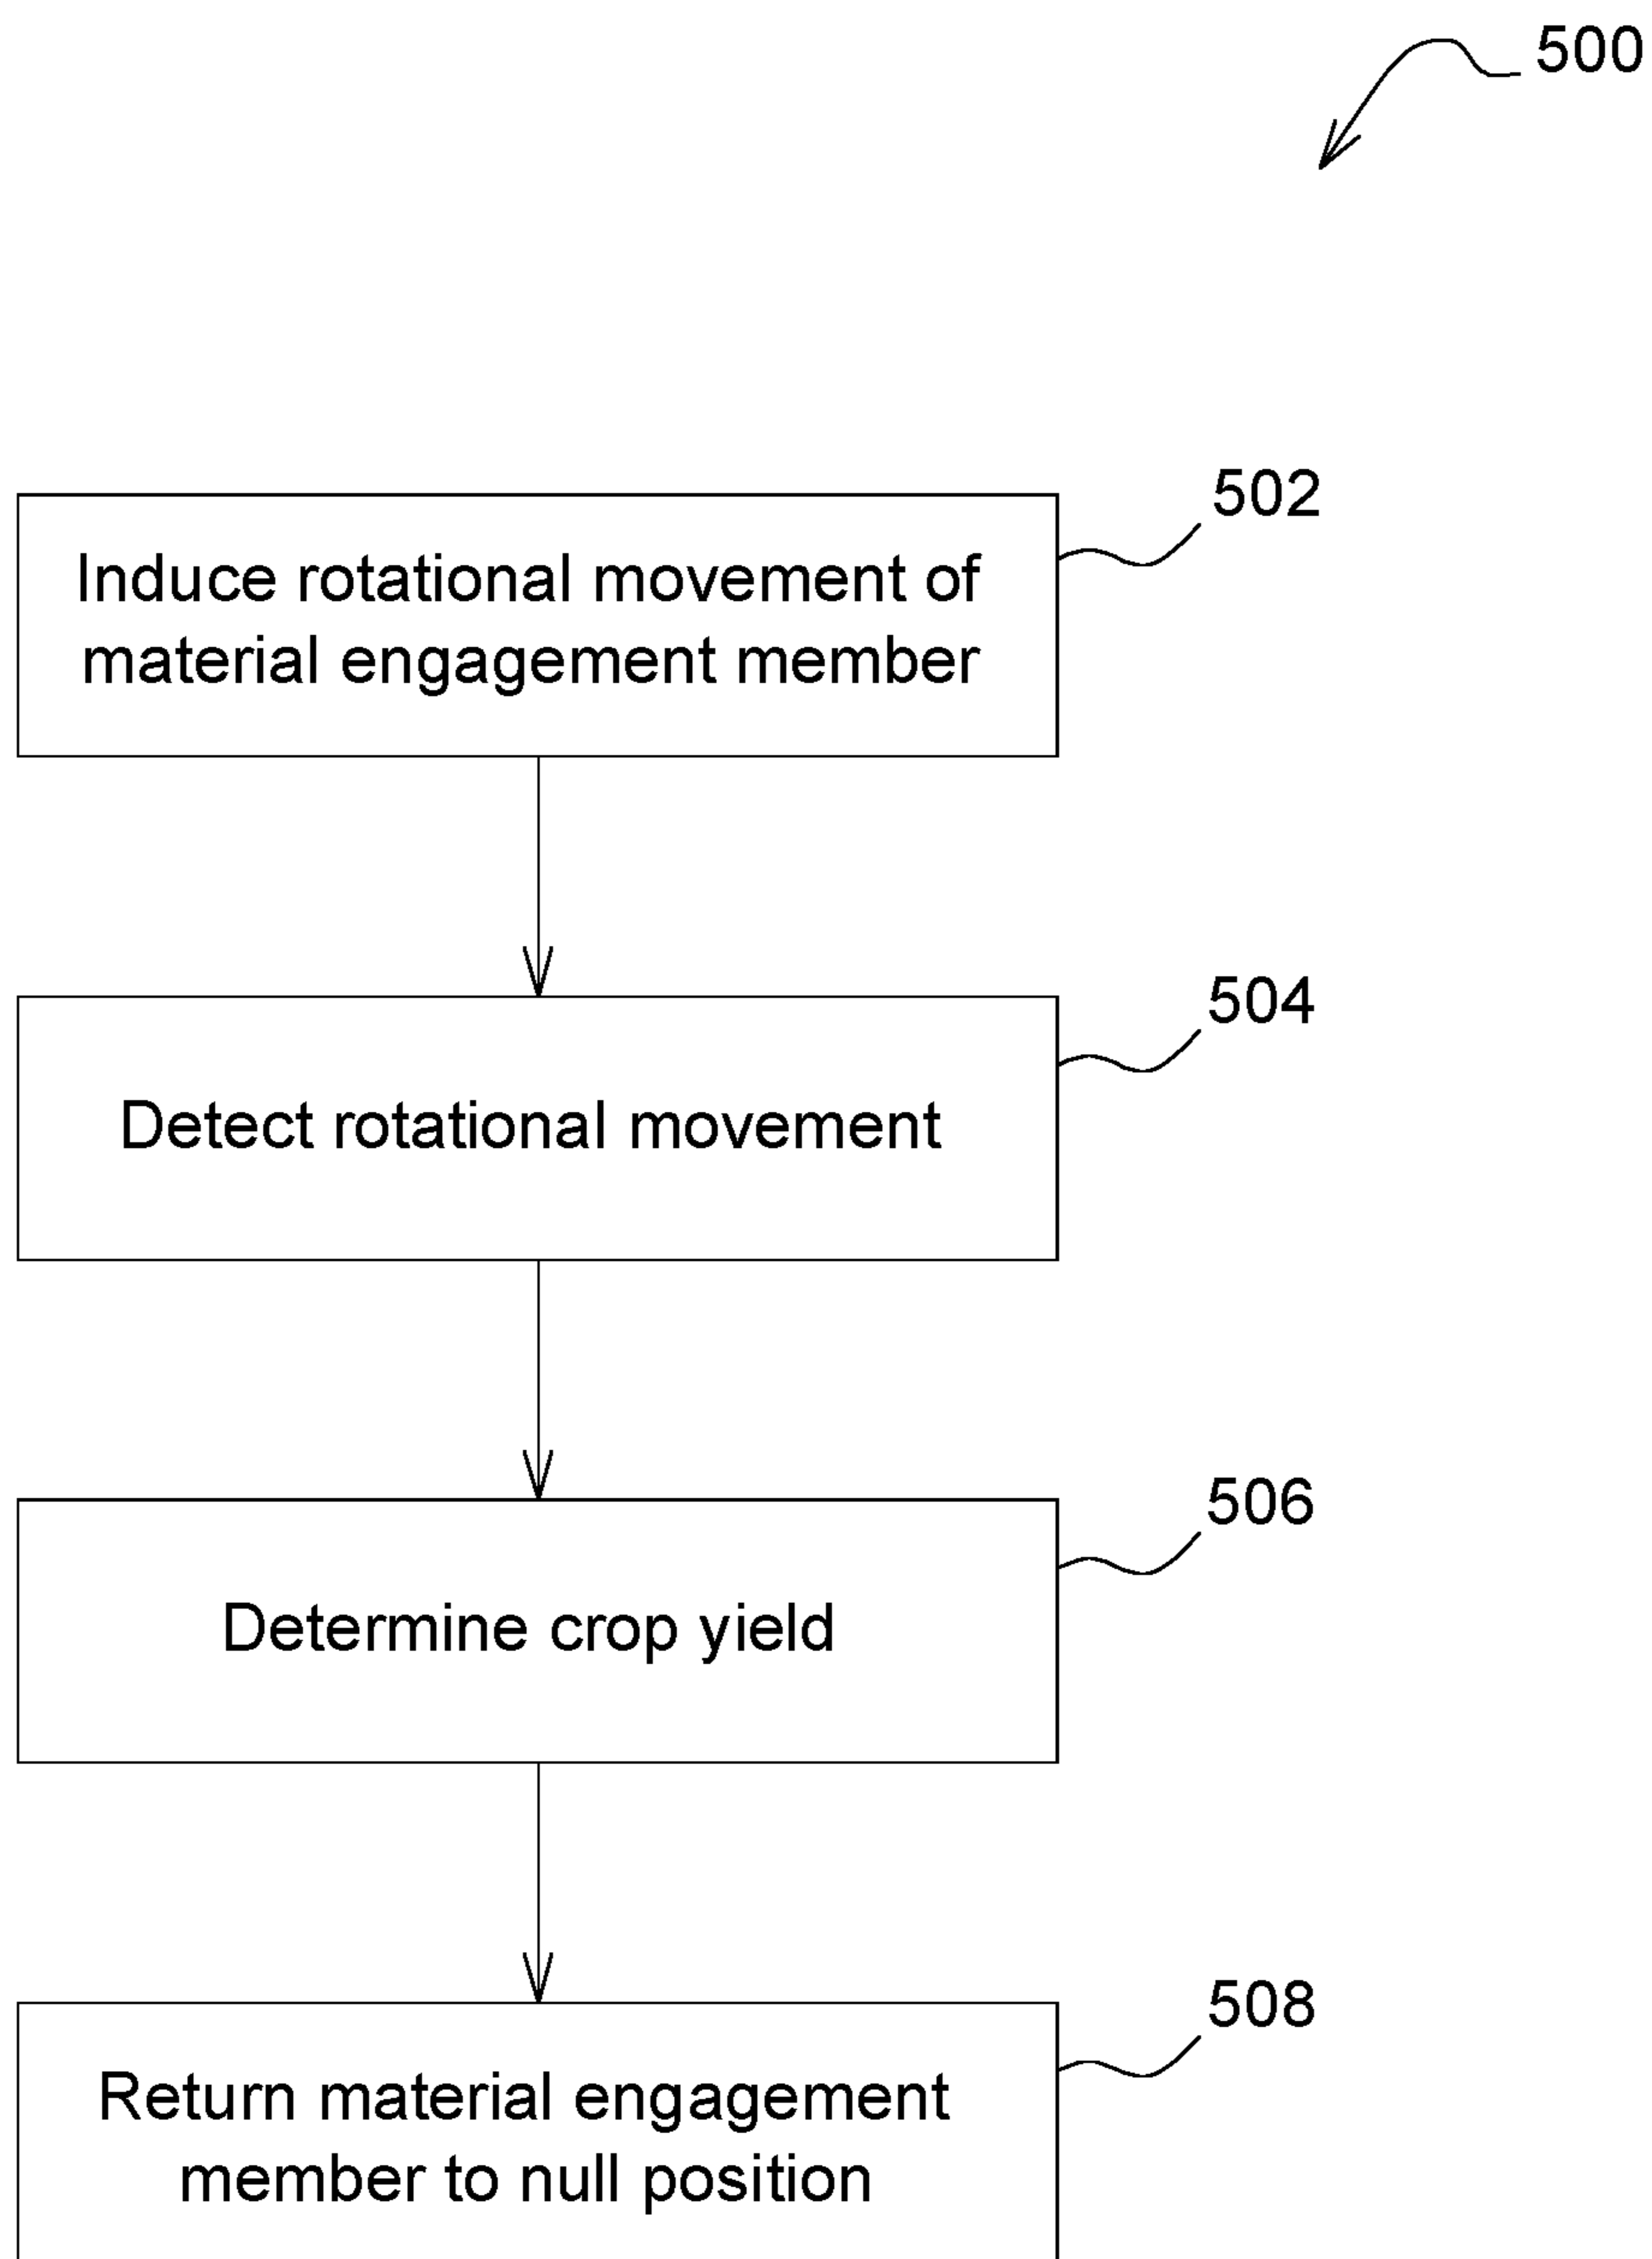 500
502
Induce rotational movement of
material engagement member
504
Detect rotational movement
506
Determine crop yield
508
Return material engagement
member to null position